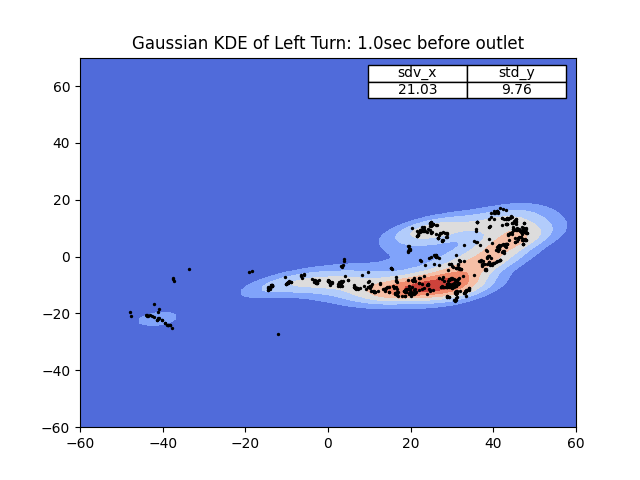 Gaussian KDE of Left Turn: 1.0sec before outlet
sdv_x std_y
21.03 9.76
60
40
20
0
−20
−40
−60
−60 −40 −20 0 20 40 60